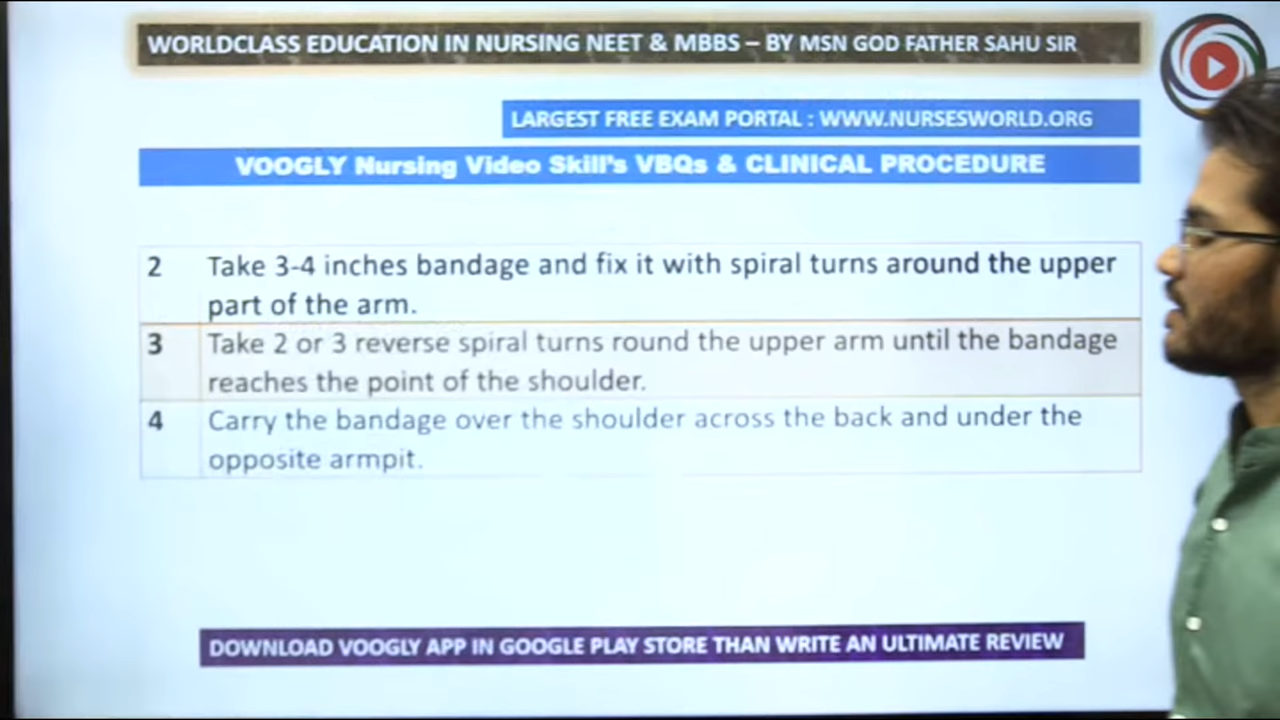 WORLDCLASS EDUCATION IN NURSING NEET & MBBS – BY MSN GOD FATHER SAHU SIR
LARGEST FREE EXAM PORTAL : WWW.NURSESWORLD.ORG
VOOGLY Nursing Video Skill's VBQs & CLINICAL PROCEDURE
2 Take 3-4 inches bandage and fix it with spiral turns around the upper
part of the arm.
3 Take 2 or 3 reverse spiral turns round the upper arm until the bandage
reaches the point of the shoulder.
4 Carry the bandage over the shoulder across the back and under the
opposite armpit.
DOWNLOAD VOOGLY APP IN GOOGLE PLAY STORE THAN WRITE AN ULTIMATE REVIEW